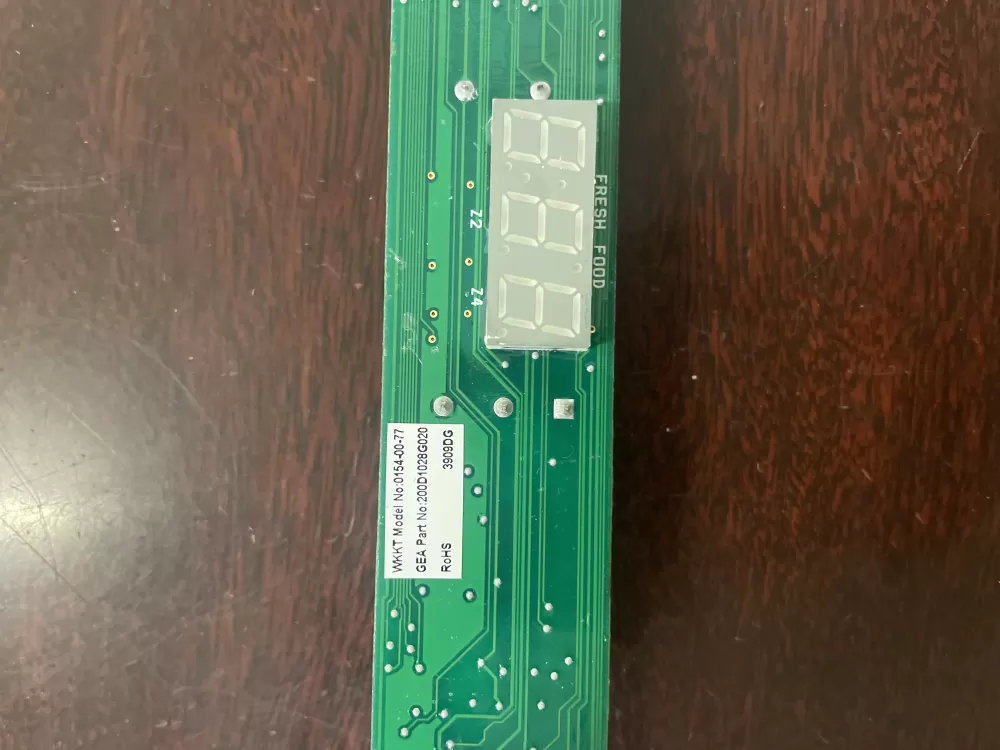 FRESH FOOD
Z2
Z4
WKKT Model No:0154-00-77
GEA Part No:200D1028G020
RoHS 3909DG